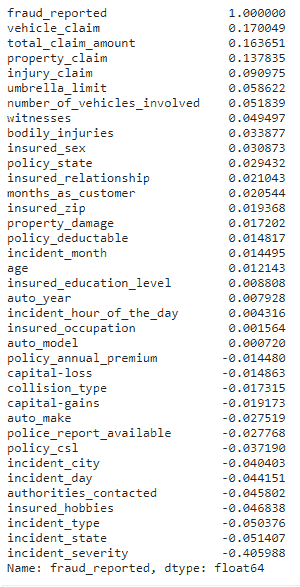 fraud_reported 1.000000
vehicle_claim 0.170049
total_claim_amount 0.163651
property_claim 0.137835
injury_claim 0.090975
umbrella_limit 0.058622
number_of_vehicles_involved 0.051839
witnesses 0.049497
bodily_injuries 0.033877
insured_sex 0.030873
policy_state 0.029432
insured_relationship 0.021043
months_as_customer 0.020544
insured_zip 0.019368
property_damage 0.017202
policy_deductable 0.014817
incident_month 0.014495
age 0.012143
insured_education_level 0.008808
auto_year 0.007928
incident_hour_of_the_day 0.004316
insured_occupation 0.001564
auto_model 0.000720
policy_annual_premium -0.014480
capital-loss -0.014863
collision_type -0.017315
capital-gains -0.019173
auto_make -0.027519
police_report_available -0.027768
policy_csl -0.037190
incident_city -0.040403
incident_day -0.044151
authorities_contacted -0.045802
insured_hobbies -0.046838
incident_type -0.050376
incident_state -0.051407
incident_severity -0.405988
Name: fraud_reported, dtype: float64